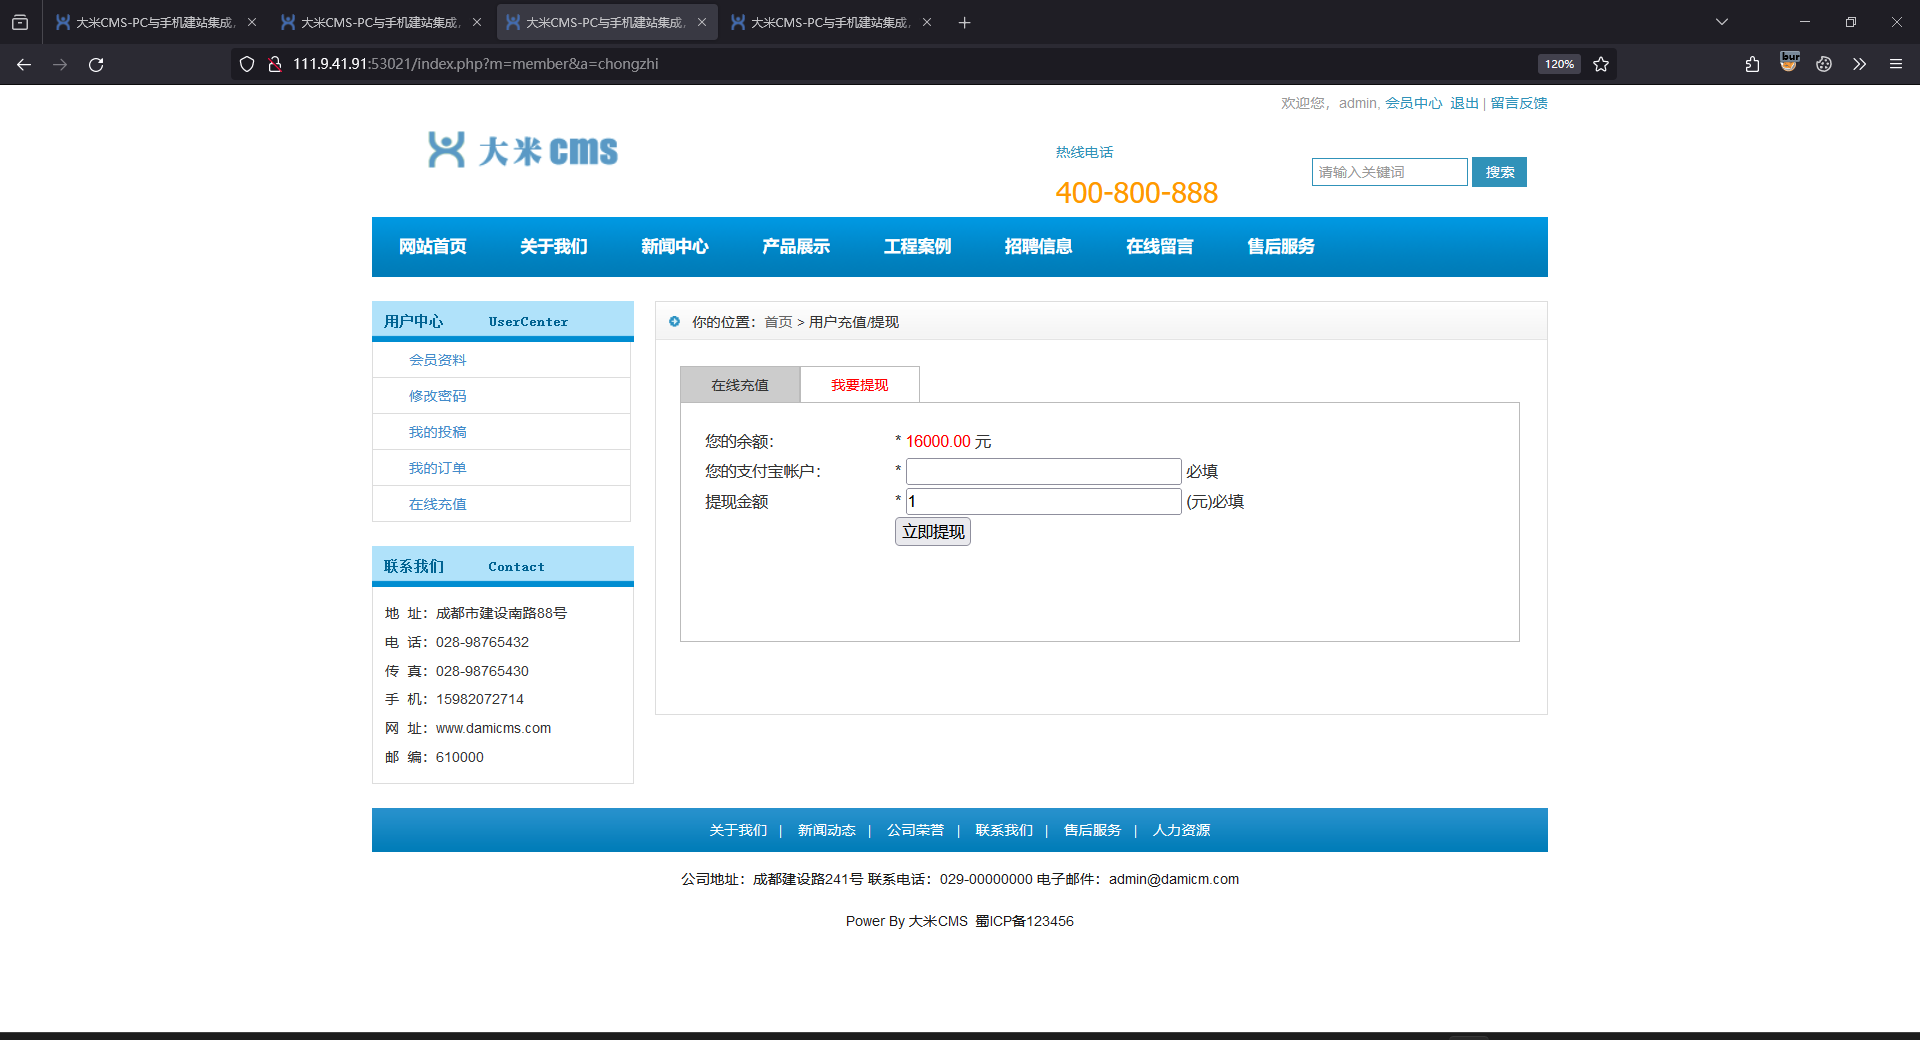 大米CMS-PC与手机建站集成,
大米CMS-PC与手机建站集成,
大米CMS-PC与手机建站集成,
大米CMS-PC与手机建站集成,
111.9.41.91:53021/index.php?m=member&a=chongzhi
120%
欢迎您，admin, 会员中心 退出 | 留言反馈
大米cms
热线电话
400-800-888
请输入关键词 搜索
网站首页 关于我们 新闻中心 产品展示 工程案例 招聘信息 在线留言 售后服务
用户中心 UserCenter
会员资料
修改密码
我的投稿
我的订单
在线充值
联系我们 Contact
地 址：成都市建设南路88号
电 话：028-98765432
传 真：028-98765430
手 机：15982072714
网 址：www.damicms.com
邮 编：610000
你的位置：首页 > 用户充值/提现
在线充值 我要提现
您的余额： * 16000.00 元
您的支付宝帐户： * 必填
提现金额 * 1 (元)必填
立即提现
关于我们 | 新闻动态 | 公司荣誉 | 联系我们 | 售后服务 | 人力资源
公司地址：成都建设路241号 联系电话：029-00000000 电子邮件：admin@damicm.com
Power By 大米CMS 蜀ICP备123456